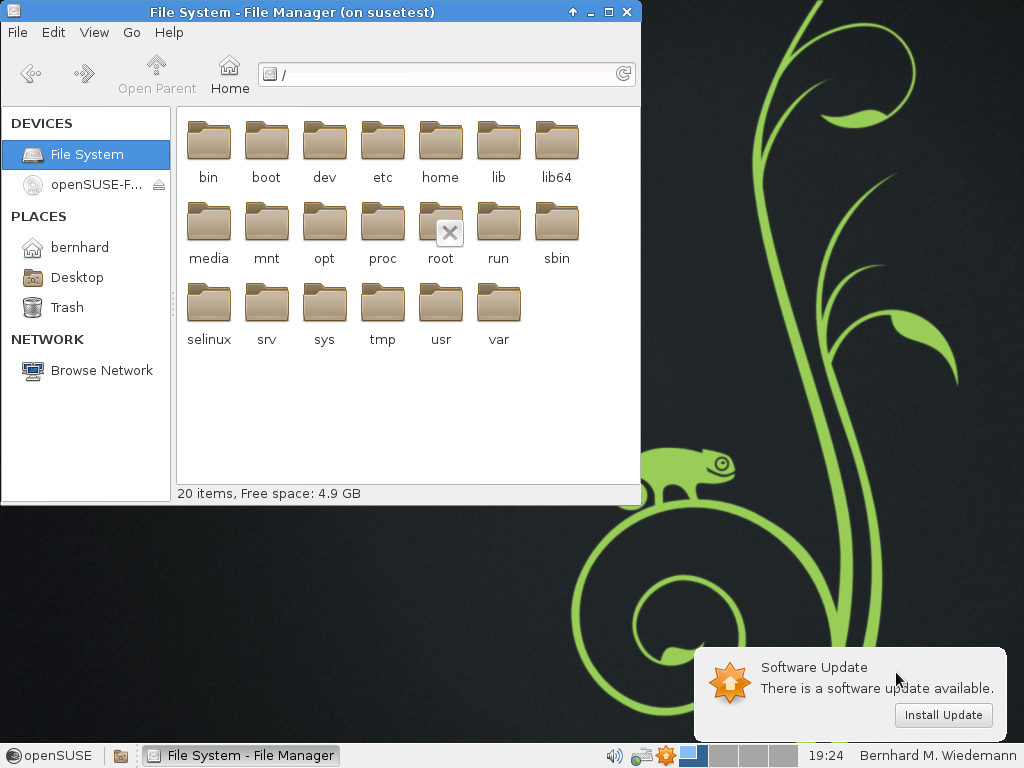 File System - File Manager (on susetest)
File Edit View Go Help
Open Parent Home /
DEVICES
File System
openSUSE-F...
PLACES
bernhard
Desktop
Trash
NETWORK
Browse Network
bin boot dev etc home lib lib64
media mnt opt proc root run sbin
selinux srv sys tmp usr var
20 items, Free space: 4.9 GB
Software Update
There is a software update available.
Install Update
openSUSE File System - File Manager 19:24 Bernhard M. Wiedemann